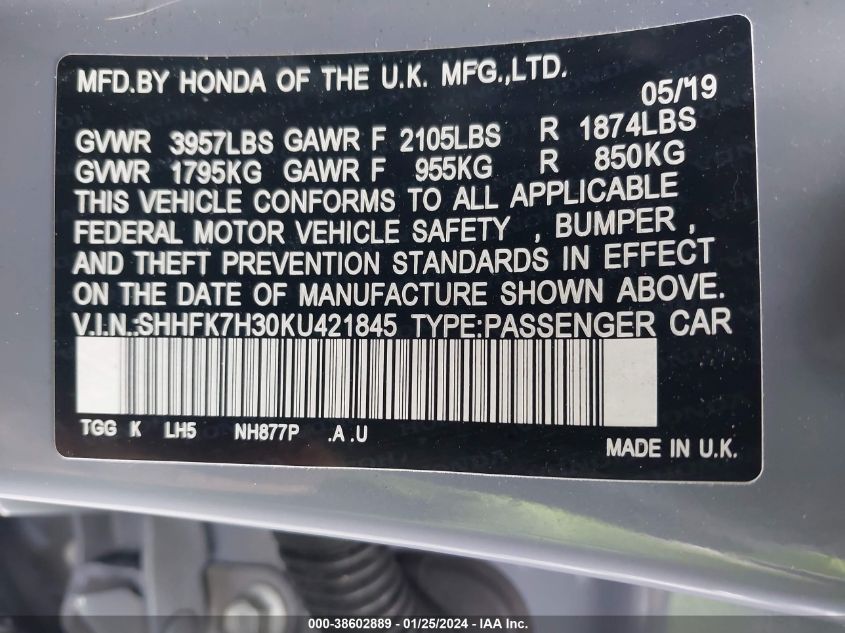 MFD.BY HONDA OF THE U.K. MFG.,LTD.
05/19
GVWR 3957LBS GAWR F 2105LBS R 1874LBS
GVWR 1795KG GAWR F 955KG R 850KG
THIS VEHICLE CONFORMS TO ALL APPLICABLE
FEDERAL MOTOR VEHICLE SAFETY , BUMPER ,
AND THEFT PREVENTION STANDARDS IN EFFECT
ON THE DATE OF MANUFACTURE SHOWN ABOVE.
V.I.N.:SHHFK7H30KU421845 TYPE:PASSENGER CAR
TGG K LH5 NH877P .A .U
MADE IN U.K.
000-38602889 - 01/25/2024 - IAA Inc.